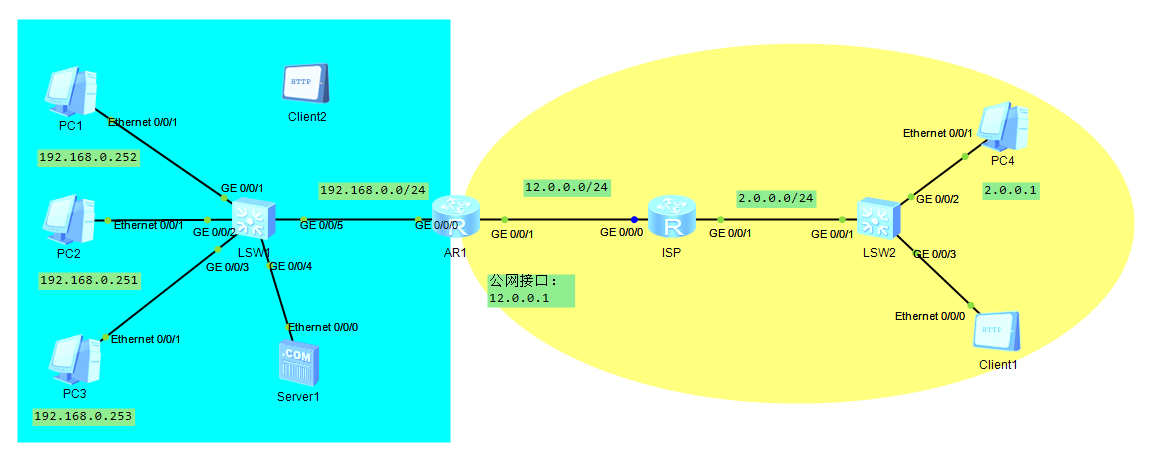 HTTP
Client2
PC1
Ethernet 0/0/1
192.168.0.252
GE 0/0/1
192.168.0.0/24
Ethernet 0/0/1
GE 0/0/2
PC2
LSW1
GE 0/0/5
GE 0/0/0
R
AR1
GE 0/0/3
GE 0/0/4
192.168.0.251
Ethernet 0/0/1
Ethernet 0/0/0
.COM
PC3
Server1
192.168.0.253
12.0.0.0/24
GE 0/0/1
GE 0/0/0
R
ISP
公网接口：
12.0.0.1
2.0.0.0/24
GE 0/0/1
GE 0/0/1
LSW2
Ethernet 0/0/1
PC4
2.0.0.1
GE 0/0/2
GE 0/0/3
Ethernet 0/0/0
HTTP
Client1